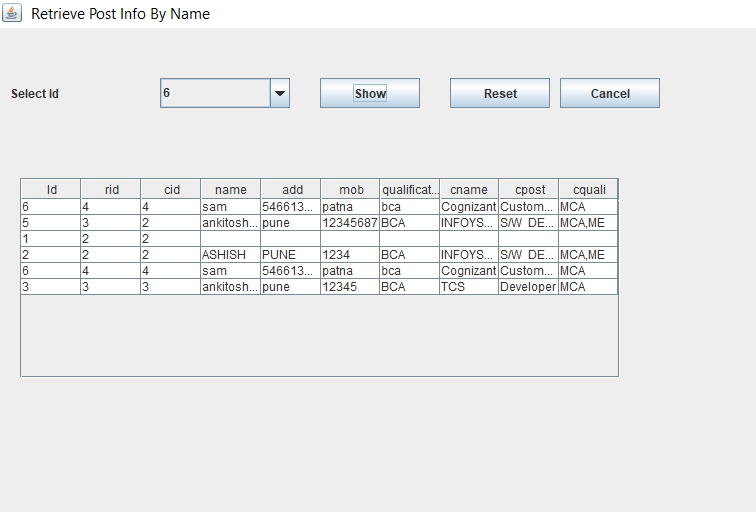 Retrieve Post Info By Name
Select Id 6 Show Reset Cancel
Id rid cid name add mob qualificat... cname cpost cquali
6 4 4 sam 546613... patna bca Cognizant Custom... MCA
5 3 2 ankitosh... pune 12345687 BCA INFOYS... S/W DE... MCA,ME
1 2 2
2 2 2 ASHISH PUNE 1234 BCA INFOYS... S/W DE... MCA,ME
6 4 4 sam 546613... patna bca Cognizant Custom... MCA
3 3 3 ankitosh... pune 12345 BCA TCS Developer MCA